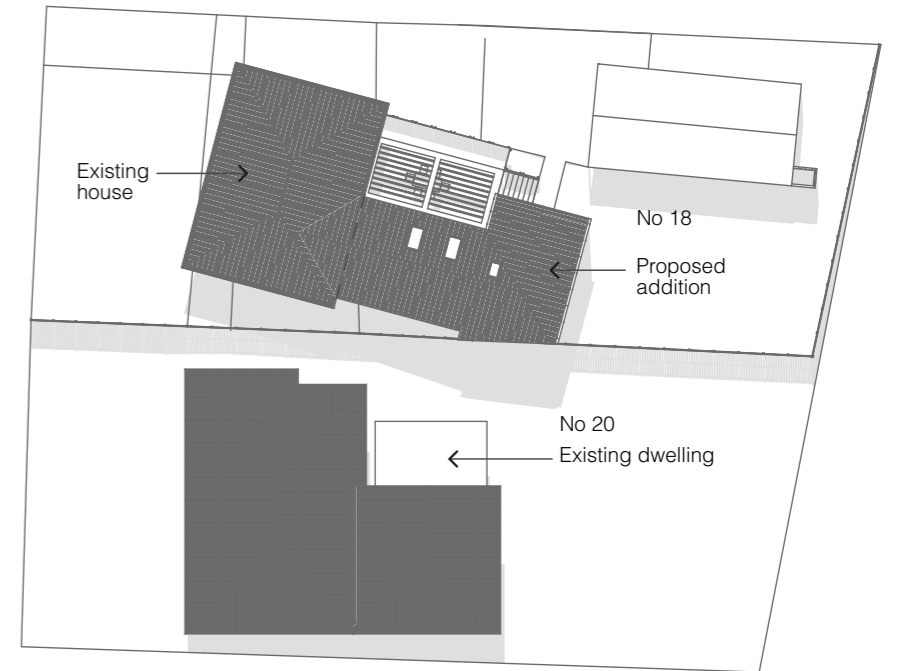 Existing
house
No 18
Proposed
addition
No 20
Existing dwelling